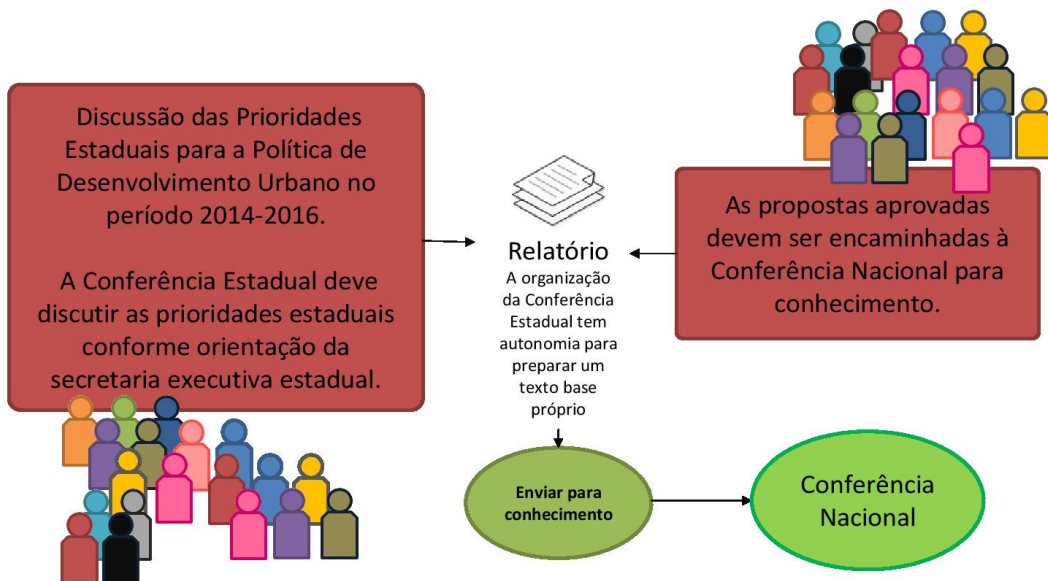 Discussão das Prioridades
Estaduais para a Política de
Desenvolvimento Urbano no
período 2014-2016.
A Conferência Estadual deve
discutir as prioridades estaduais
conforme orientação da
secretaria executiva estadual.
Relatório
A organização
da Conferência
Estadual tem
autonomia para
preparar um
texto base
próprio
As propostas aprovadas
devem ser encaminhadas à
Conferência Nacional para
conhecimento.
Enviar para
conhecimento
Conferência
Nacional